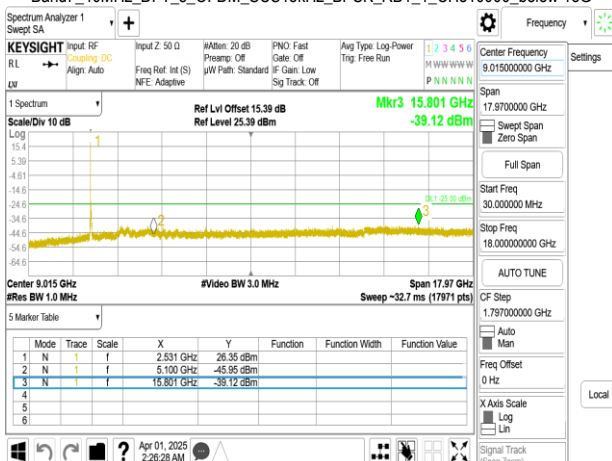 Spectrum Analyzer 1
Swept SA
Frequency
KEYSIGHT
RL
LXI
Input: RF
Coupling: DC
Align: Auto
Input Z: 50 Ω
Freq Ref: Int (S)
NFE: Adaptive
#Atten: 20 dB
Preamp: Off
µW Path: Standard
PNO: Fast
Gate: Off
IF Gain: Low
Sig Track: Off
Avg Type: Log-Power
Trig: Free Run
1 2 3 4 5 6
M W W W W W
P N N N N N
Center Frequency
9.015000000 GHz
Settings
1 Spectrum
Scale/Div 10 dB
Ref Lvl Offset 15.39 dB
Ref Level 25.39 dBm
Mkr3 15.801 GHz
-39.12 dBm
Span
17.9700000 GHz
Swept Span
Zero Span
Full Span
Start Freq
30.000000 MHz
Stop Freq
18.000000000 GHz
AUTO TUNE
CF Step
1.797000000 GHz
Auto
Man
Freq Offset
0 Hz
X Axis Scale
Log
Lin
Signal Track
Local
Log
15.4
5.39
-4.61
-14.6
-24.6
-34.6
-44.6
-54.6
-64.6
DL1 -25.00 dBm
1
2
3
Center 9.015 GHz
#Res BW 1.0 MHz
#Video BW 3.0 MHz
Span 17.97 GHz
Sweep ~32.7 ms (17971 pts)
5 Marker Table
Mode Trace Scale X Y Function Function Width Function Value
1 N 1 f 2.531 GHz 26.35 dBm
2 N 1 f 5.100 GHz -45.95 dBm
3 N 1 f 15.801 GHz -39.12 dBm
4
5
6
?
Apr 01, 2025
2:26:28 AM